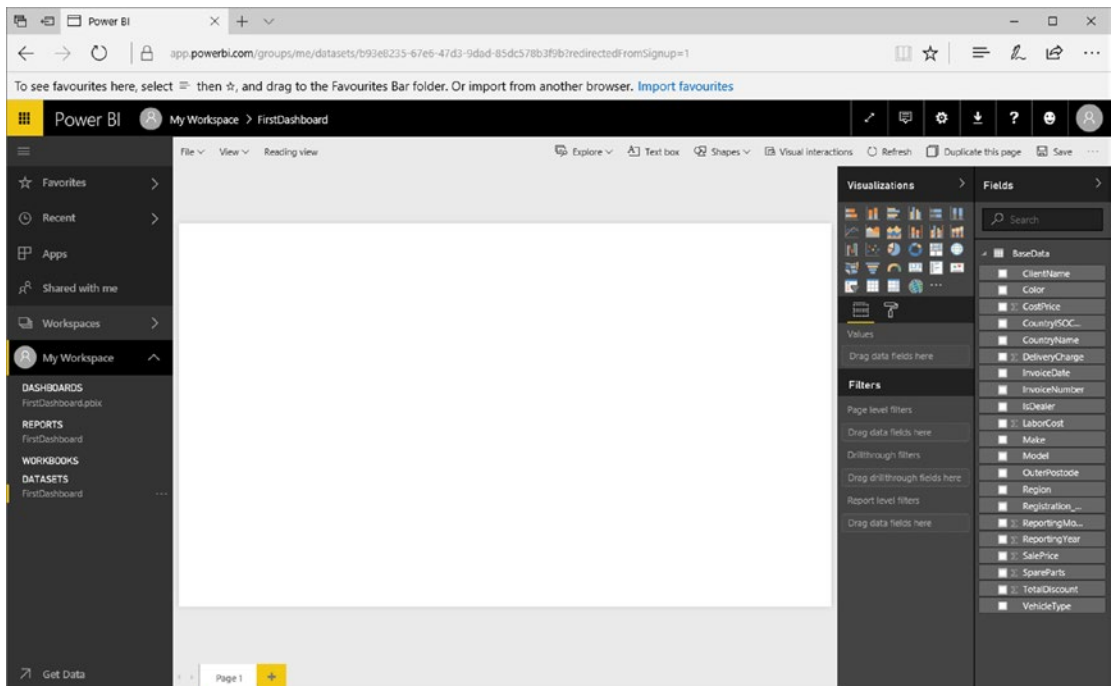 Power BI
app.powerbi.com/groups/me/datasets/b93e8235-67e6-47d3-9dad-85dc578b3f9b?redirectedFromSignup=1
To see favourites here, select then and drag to the Favourites Bar folder. Or import from another browser. Import favourites
Power BI My Workspace > FirstDashboard
File View Reading view Explore Text box Shapes Visual interactions Refresh Duplicate this page Save
Favorites
Recent
Apps
Shared with me
Workspaces
My Workspace
DASHBOARDS
FirstDashboard.pbix
REPORTS
FirstDashboard
WORKBOOKS
DATASETS
FirstDashboard
Get Data
Page 1
Visualizations
Values
Drag data fields here
Filters
Page level filters
Drag data fields here
Drillthrough filters
Drag drillthrough fields here
Report level filters
Drag data fields here
Fields
Search
BaseData
ClientName
Color
Σ CostPrice
CountryISOC...
CountryName
Σ DeliveryCharge
InvoiceDate
InvoiceNumber
IsDealer
Σ LaborCost
Make
Model
OuterPostode
Region
Registration_...
Σ ReportingMo...
Σ ReportingYear
Σ SalePrice
Σ SpareParts
Σ TotalDiscount
VehicleType